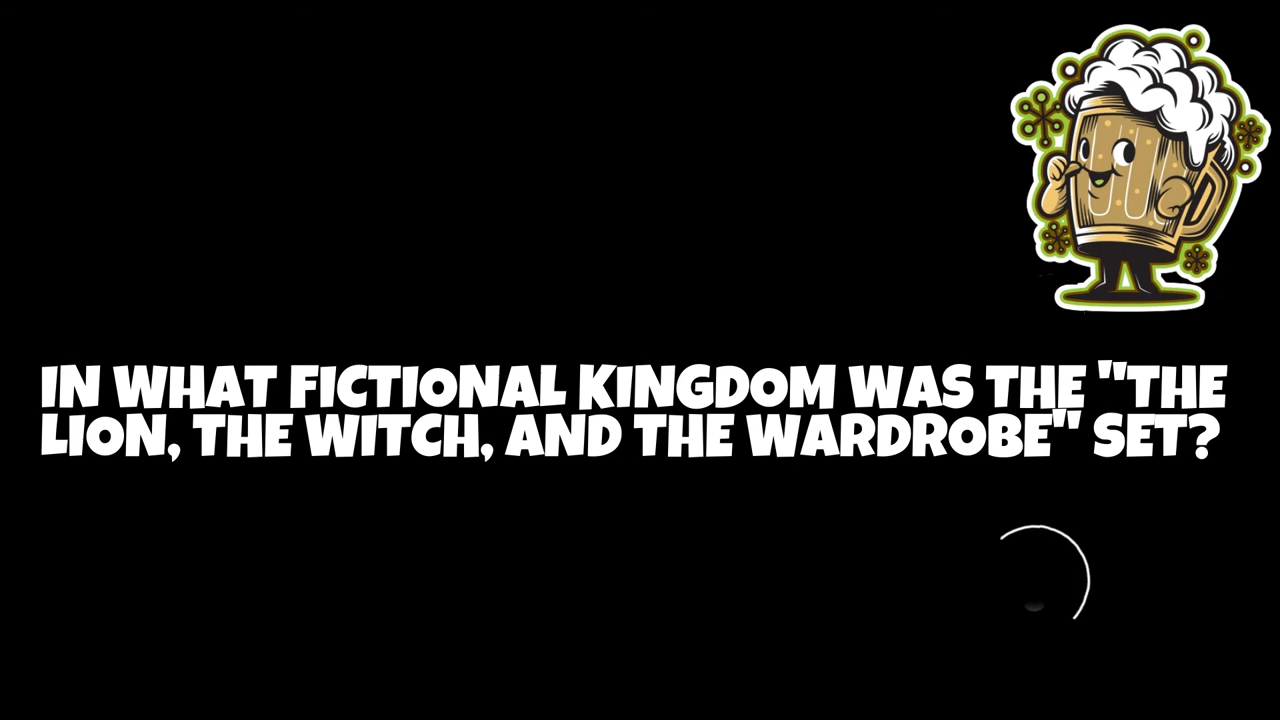 IN WHAT FICTIONAL KINGDOM WAS THE "THE
LION, THE WITCH, AND THE WARDROBE" SET?